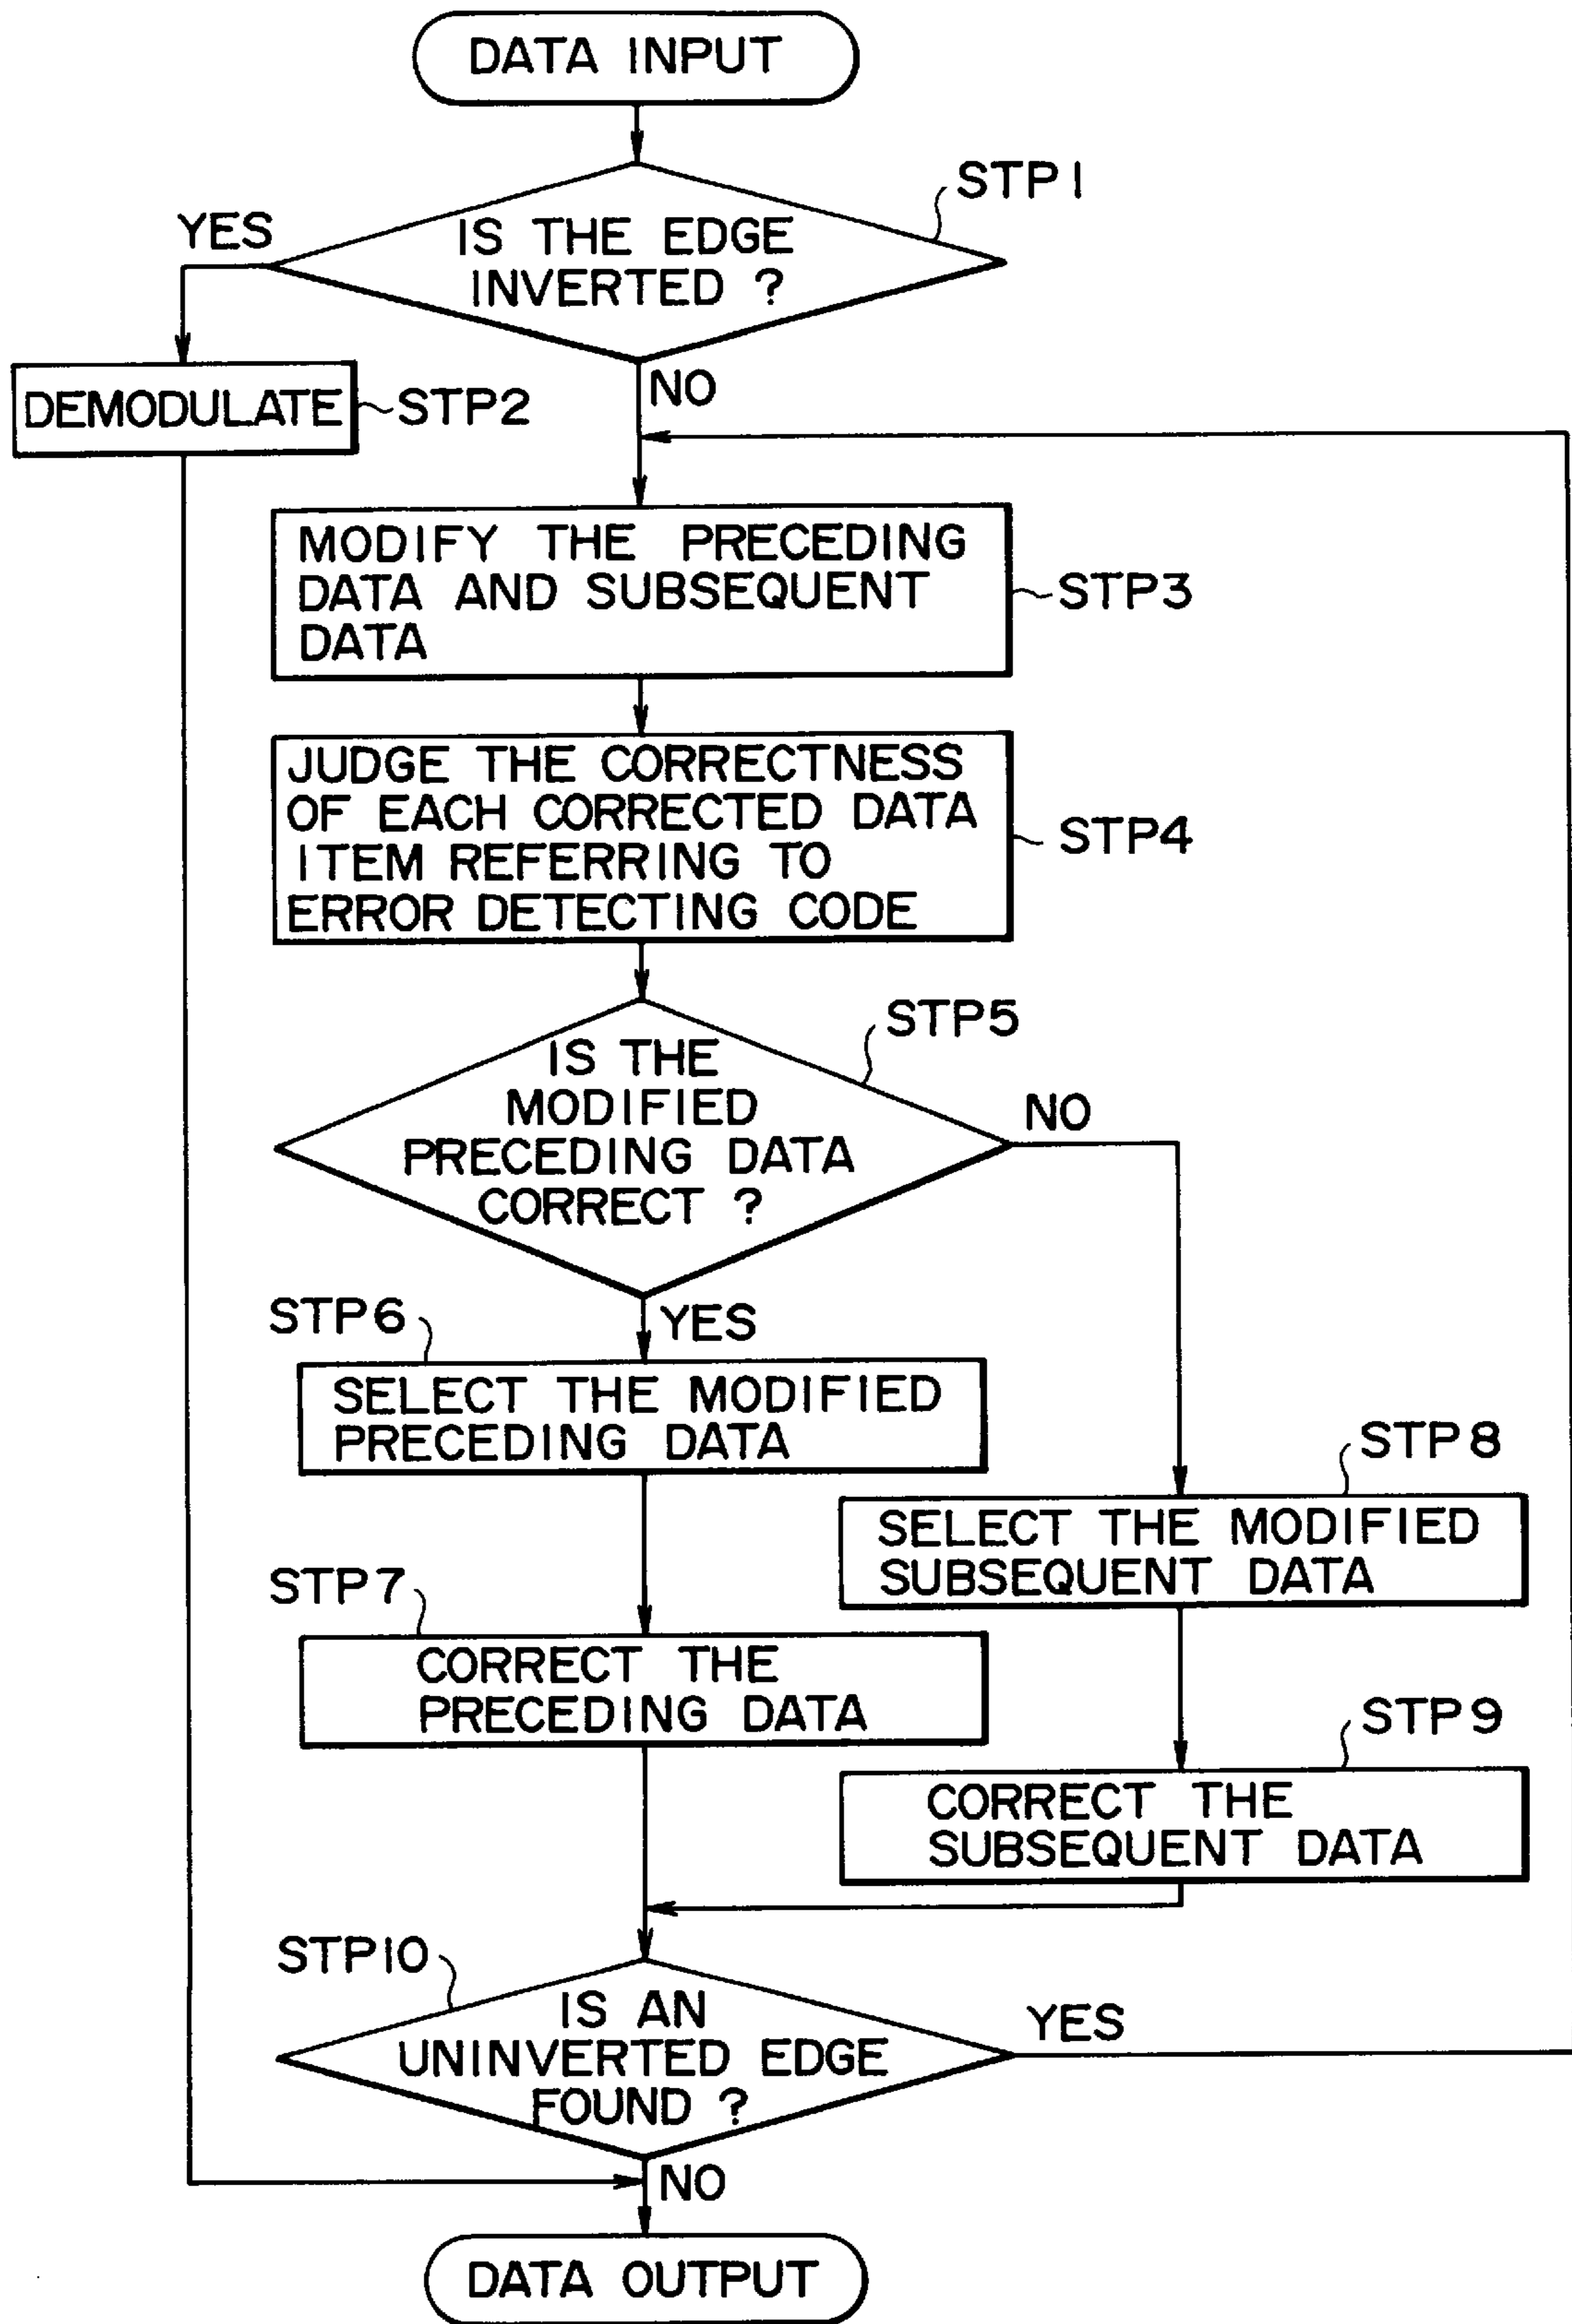 DATA INPUT
STP1
YES
IS THE EDGE
INVERTED ?
NO
DEMODULATE
STP2
MODIFY THE PRECEDING
DATA AND SUBSEQUENT
DATA
STP3
JUDGE THE CORRECTNESS
OF EACH CORRECTED DATA
ITEM REFERRING TO
ERROR DETECTING CODE
STP4
STP5
IS THE
MODIFIED
PRECEDING DATA
CORRECT ?
NO
YES
STP6
SELECT THE MODIFIED
PRECEDING DATA
STP8
SELECT THE MODIFIED
SUBSEQUENT DATA
STP7
CORRECT THE
PRECEDING DATA
STP9
CORRECT THE
SUBSEQUENT DATA
STP10
IS AN
UNINVERTED EDGE
FOUND ?
YES
NO
DATA OUTPUT